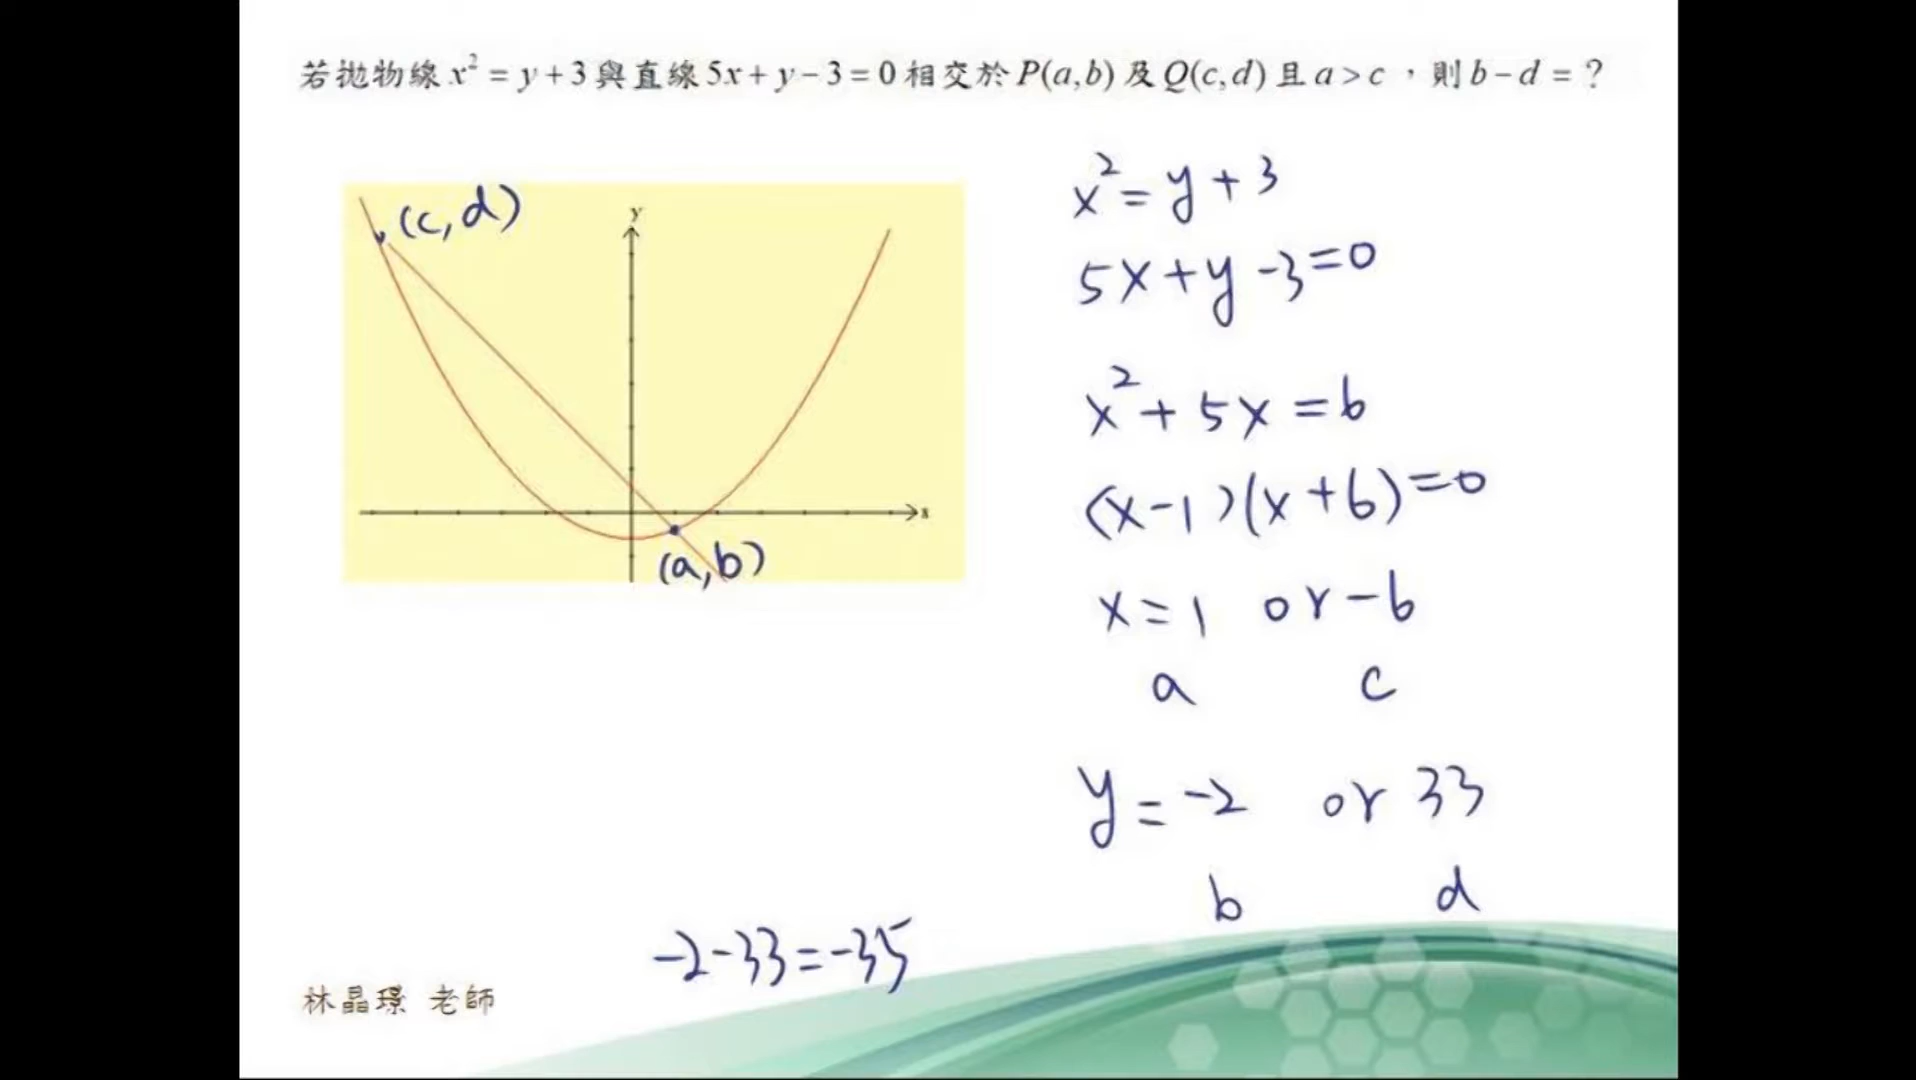 若拋物線 x² = y + 3 與直線 5x + y − 3 = 0 相交於 P(a,b) 及 Q(c,d) 且 a > c ，則 b − d = ？
(c,d)
y
x
(a,b)
x² = y + 3
5x + y - 3 = 0
x² + 5x = 6
(x-1)(x+6) = 0
x = 1 or -6
a c
y = -2 or 33
b d
-2-33=-35
林晶璟 老師